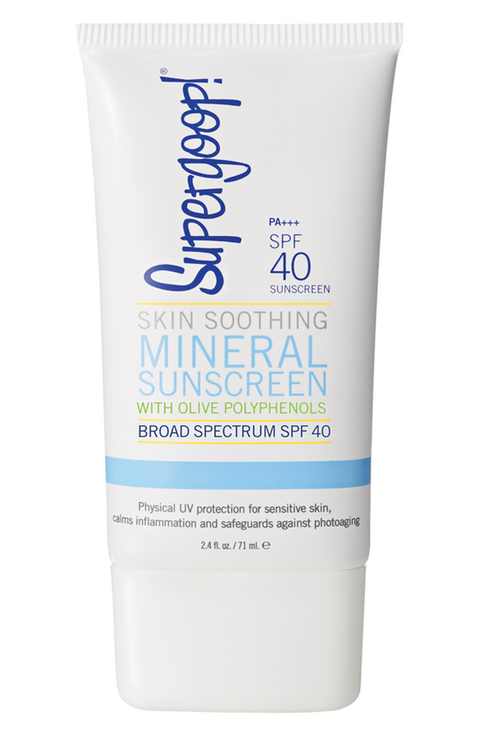 Supergoop!®
PA+++
SPF
40
SUNSCREEN
SKIN SOOTHING
MINERAL
SUNSCREEN
WITH OLIVE POLYPHENOLS
BROAD SPECTRUM SPF 40
Physical UV protection for sensitive skin,
calms inflammation and safeguards against photoaging
2.4 fl. oz. / 71 ml. ℮